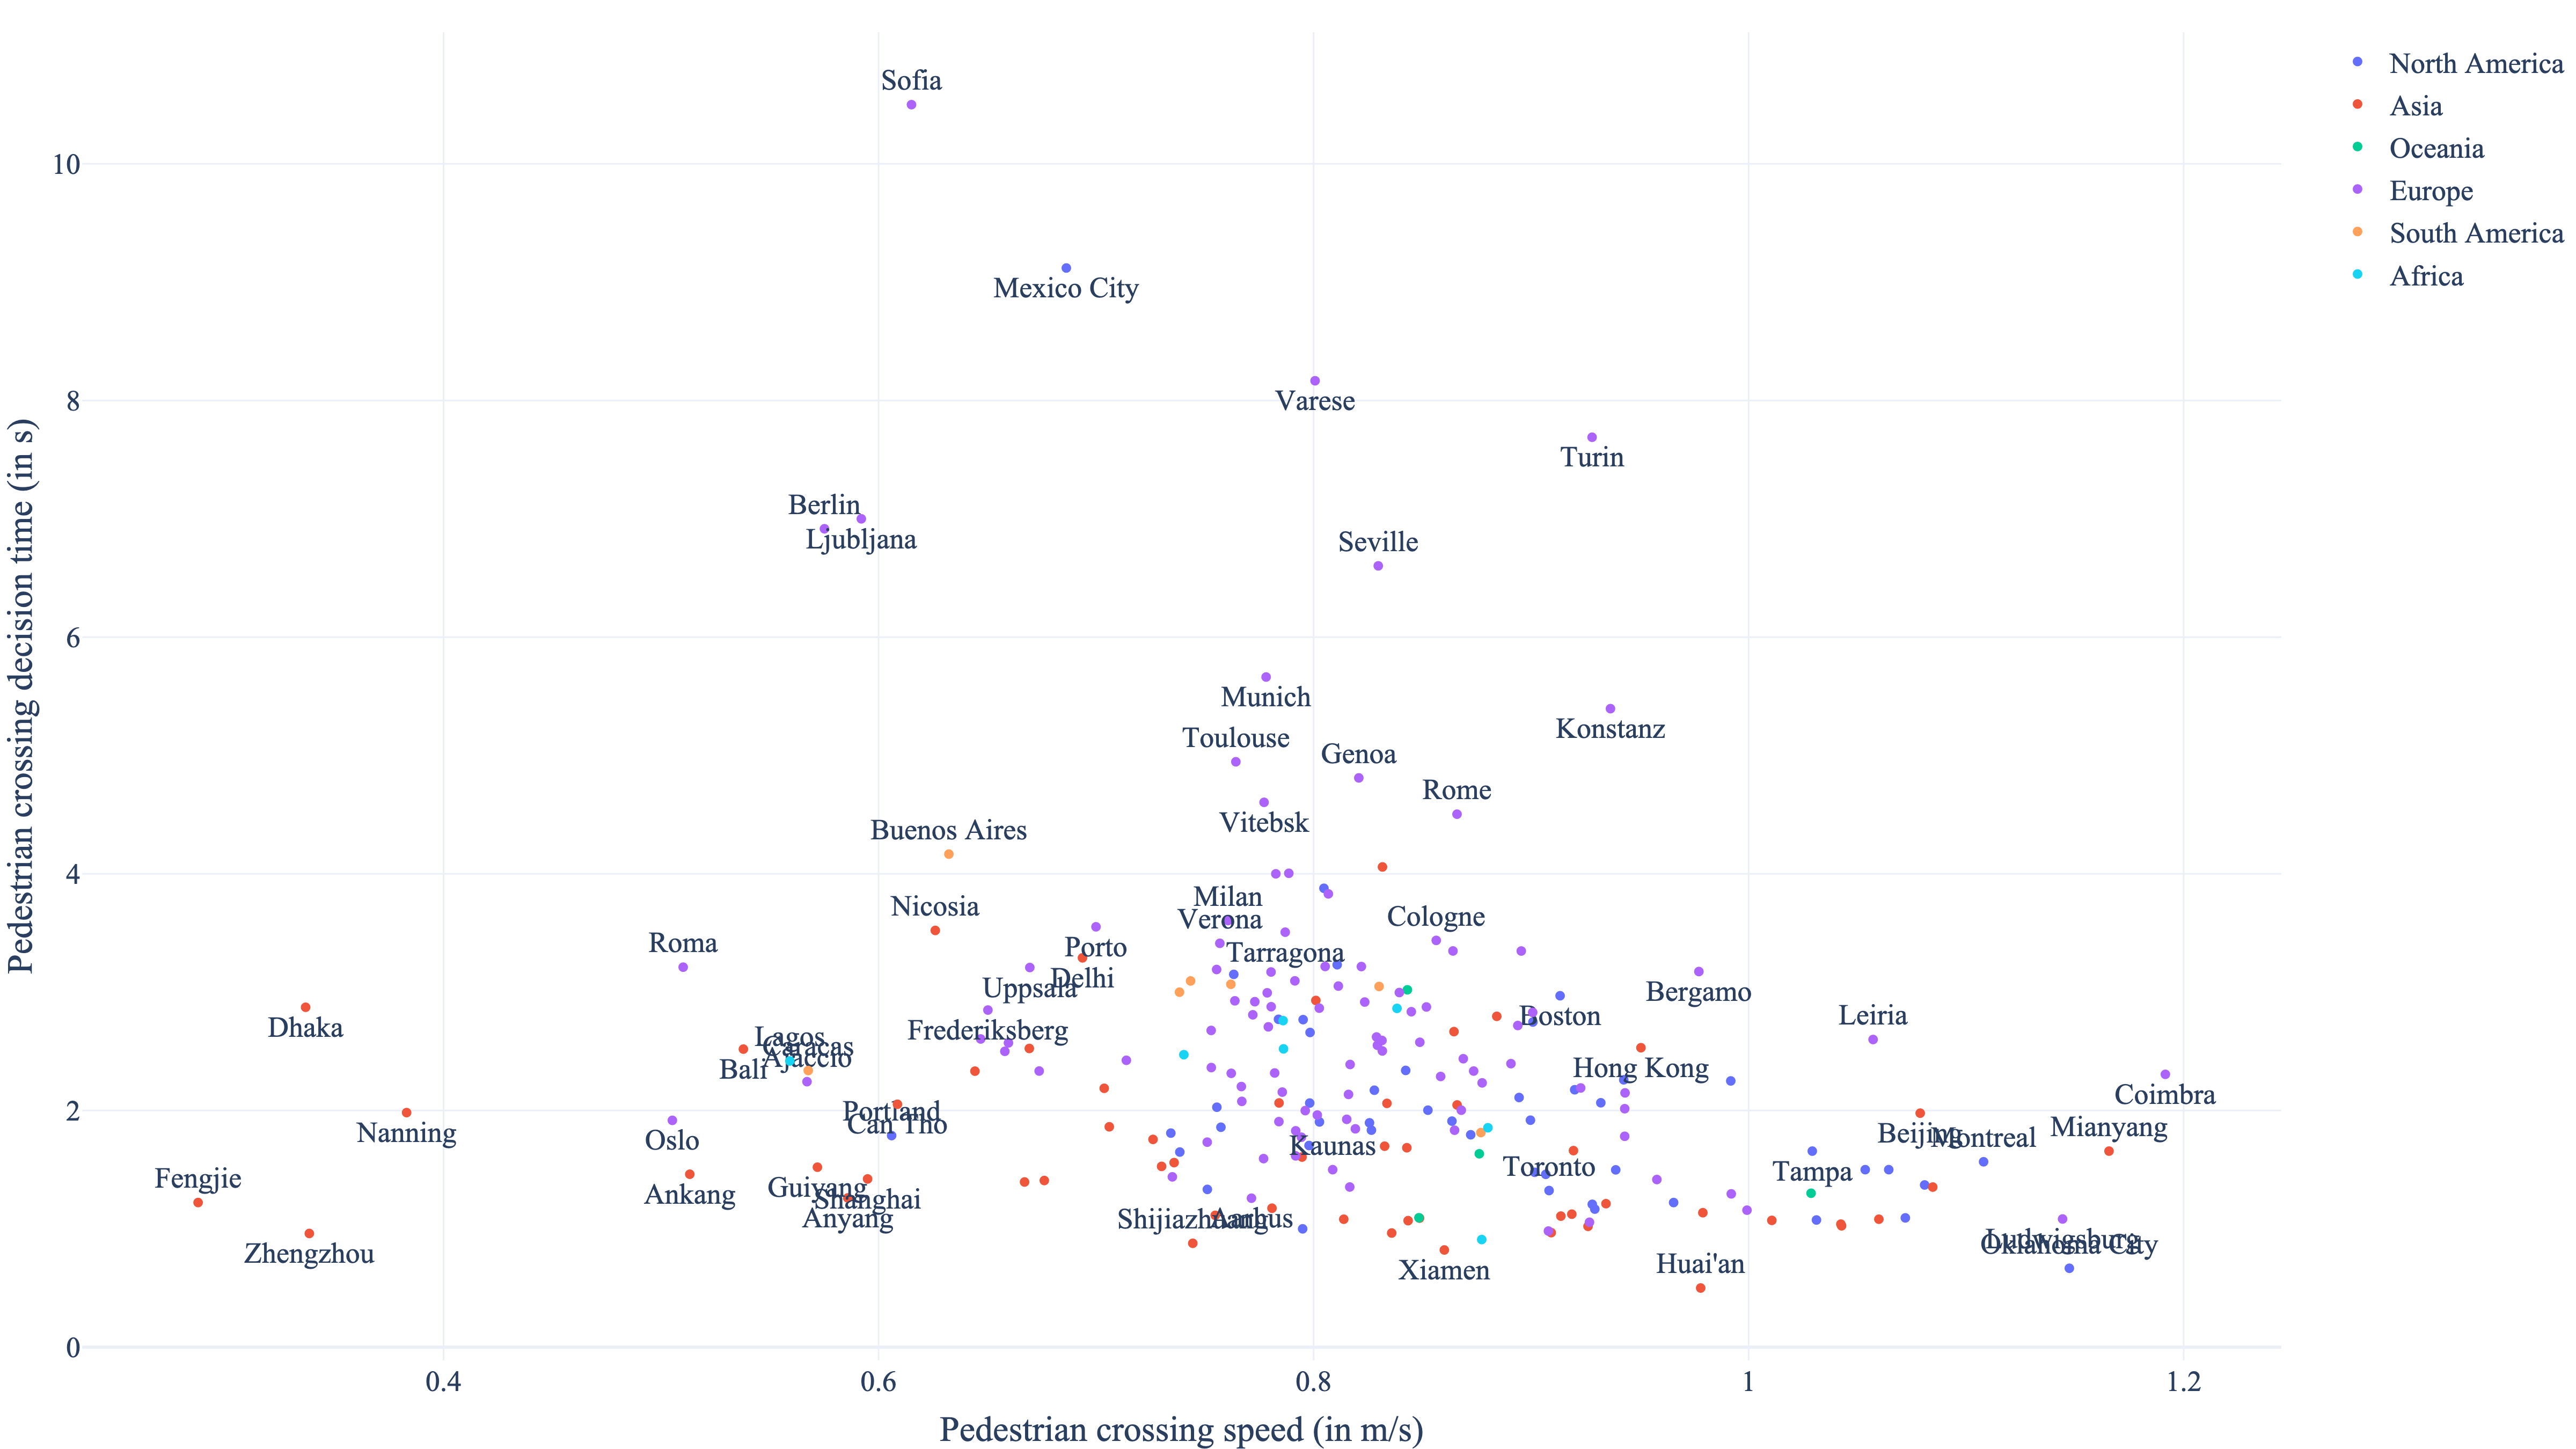 Sofia
Mexico City
Varese
Turin
Berlin
Ljubljana
Seville
Munich
Konstanz
Toulouse
Genoa
Rome
Vitebsk
Buenos Aires
Milan
Nicosia
Verona
Cologne
Roma
Porto
Tarragona
Delhi
Uppsala
Bergamo
Dhaka
Boston
Leiria
Frederiksberg
Lagos
Caracas
Ajaccio
Bali
Hong Kong
Coimbra
Portland
Can Tho
Nanning
Oslo
Kaunas
Beijing
Montreal
Mianyang
Fengjie
Ankang
Guiyang
Shanghai
Anyang
Toronto
Tampa
Shijiazhuang
Aarhus
Zhengzhou
Xiamen
Huai'an
Ludwigsburg
Oklahoma City
10
8
6
4
2
0
0.4
0.6
0.8
1
1.2
Pedestrian crossing speed (in m/s)
Pedestrian crossing decision time (in s)
North America
Asia
Oceania
Europe
South America
Africa